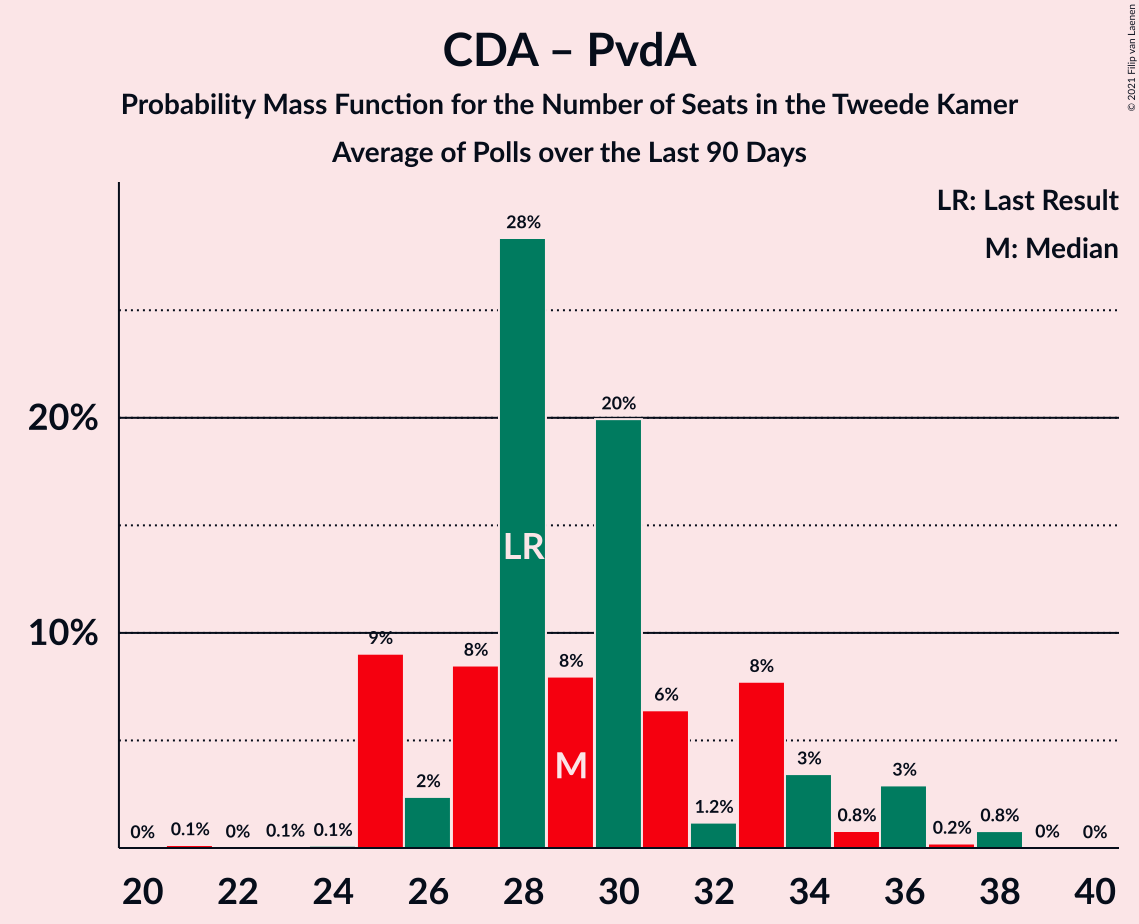 CDA – PvdA
Probability Mass Function for the Number of Seats in the Tweede Kamer
Average of Polls over the Last 90 Days
© 2021 Filip van Laenen
LR: Last Result
M: Median
20%
10%
0%
0.1%
0%
0.1%
0.1%
9%
2%
8%
28%
8%
20%
6%
1.2%
8%
3%
0.8%
3%
0.2%
0.8%
0%
0%
LR
M
20 22 24 26 28 30 32 34 36 38 40